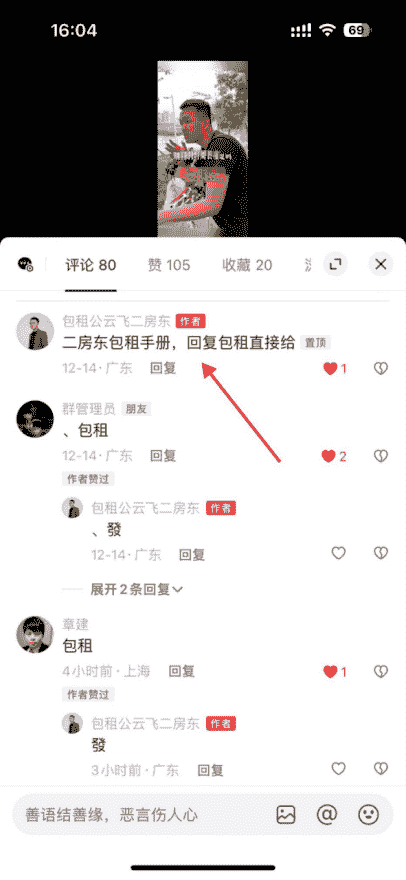 16:04
69
评论 80
赞 105
收藏 20
包租公云飞二房东 作者
二房东包租手册，回复包租直接给 置顶
12-14·广东 回复
1
群管理员 朋友
、包租
12-14·广东 回复
2
作者赞过
包租公云飞二房东 作者
、發
12-14·广东 回复
展开2条回复
章建
包租
4小时前·上海 回复
1
作者赞过
包租公云飞二房东 作者
發
3小时前·广东 回复
善语结善缘，恶言伤人心